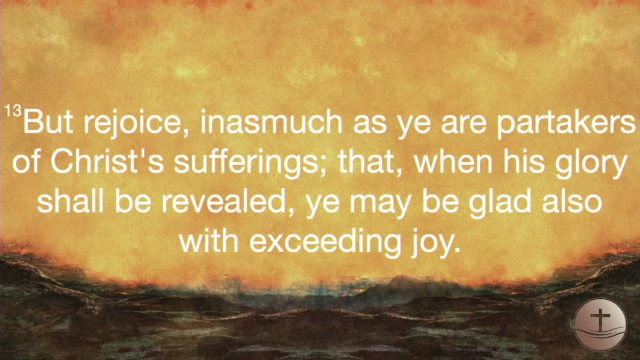 13But rejoice, inasmuch as ye are partakers
of Christ's sufferings; that, when his glory
shall be revealed, ye may be glad also
with exceeding joy.